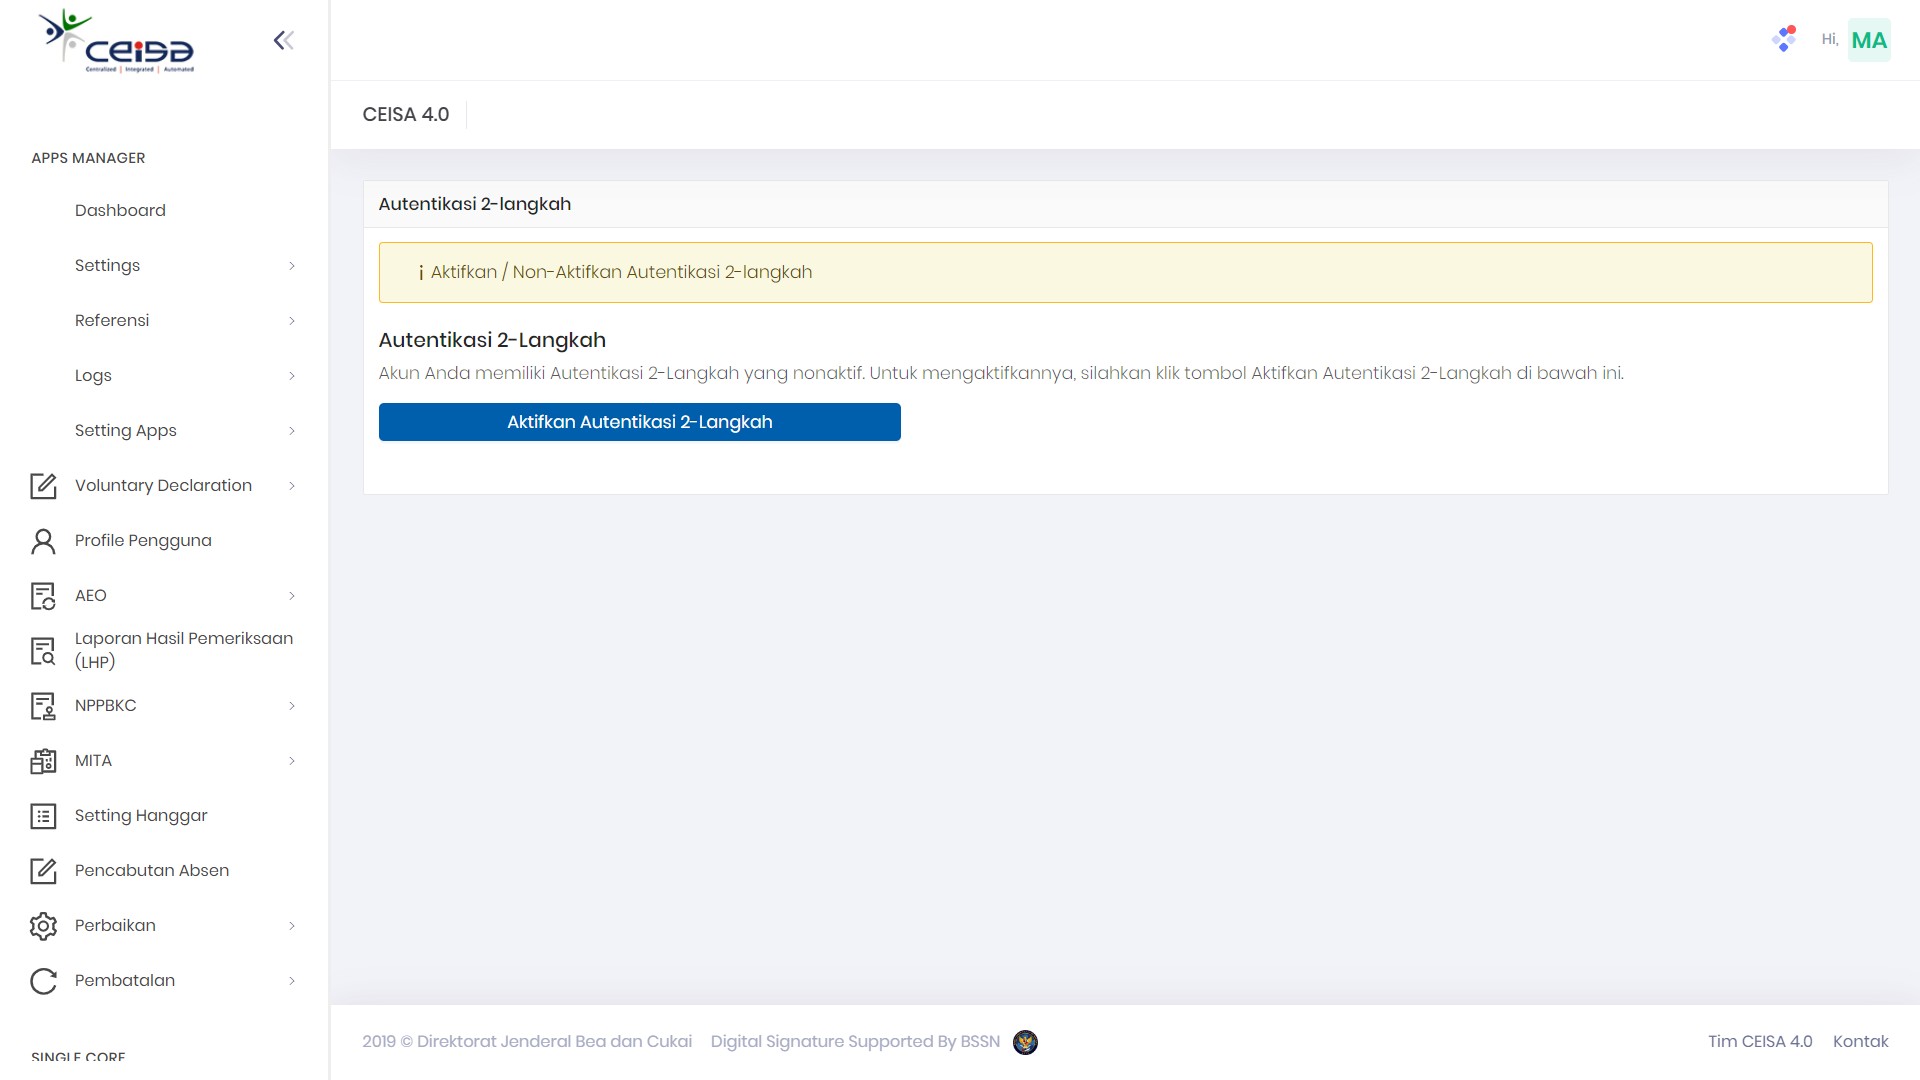 CEISA
Centralized | Integrated | Automated
Hi, MA
CEISA 4.0
APPS MANAGER
Dashboard
Settings
Referensi
Logs
Setting Apps
Voluntary Declaration
Profile Pengguna
AEO
Laporan Hasil Pemeriksaan
(LHP)
NPPBKC
MITA
Setting Hanggar
Pencabutan Absen
Perbaikan
Pembatalan
SINGLE CORE
Autentikasi 2-langkah
¡ Aktifkan / Non-Aktifkan Autentikasi 2-langkah
Autentikasi 2-Langkah
Akun Anda memiliki Autentikasi 2-Langkah yang nonaktif. Untuk mengaktifkannya, silahkan klik tombol Aktifkan Autentikasi 2-Langkah di bawah ini.
Aktifkan Autentikasi 2-Langkah
2019 © Direktorat Jenderal Bea dan Cukai Digital Signature Supported By BSSN
Tim CEISA 4.0 Kontak